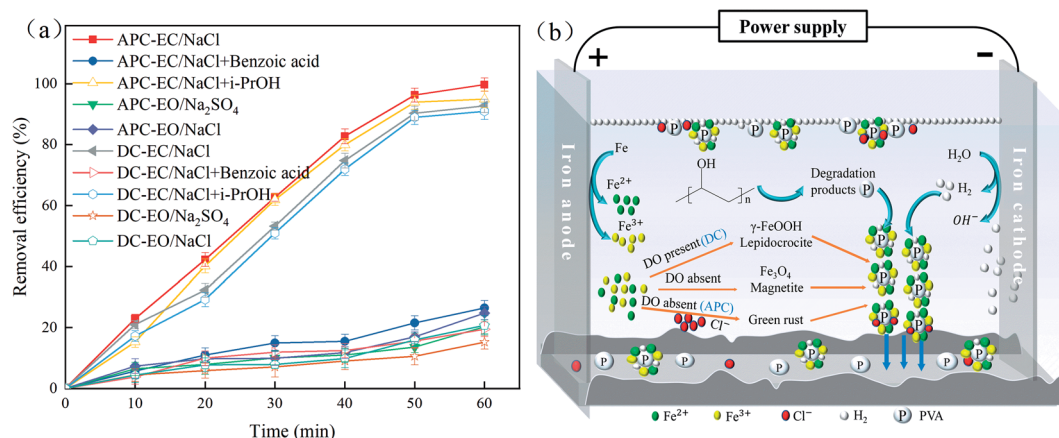 (a)
APC-EC/NaCl
APC-EC/NaCl+Benzoic acid
APC-EC/NaCl+i-PrOH
APC-EO/Na₂SO₄
APC-EO/NaCl
DC-EC/NaCl
DC-EC/NaCl+Benzoic acid
DC-EC/NaCl+i-PrOH
DC-EO/Na₂SO₄
DC-EO/NaCl
Removal efficiency (%)
100
80
60
40
20
0
0 10 20 30 40 50 60
Time (min)
(b)
Power supply
+
−
Iron anode
Iron cathode
P P P P P P P
Fe
Fe²⁺
Fe³⁺
OH
n
Degradation
products P
H₂O
H₂
OH⁻
DO present(DC)
γ-FeOOH
Lepidocrocite
DO absent
Fe₃O₄
Magnetite
DO absent (APC)
Green rust
Cl⁻
P P
P P
P P
P P P P P P P
Fe²⁺ Fe³⁺ Cl⁻ H₂ P PVA